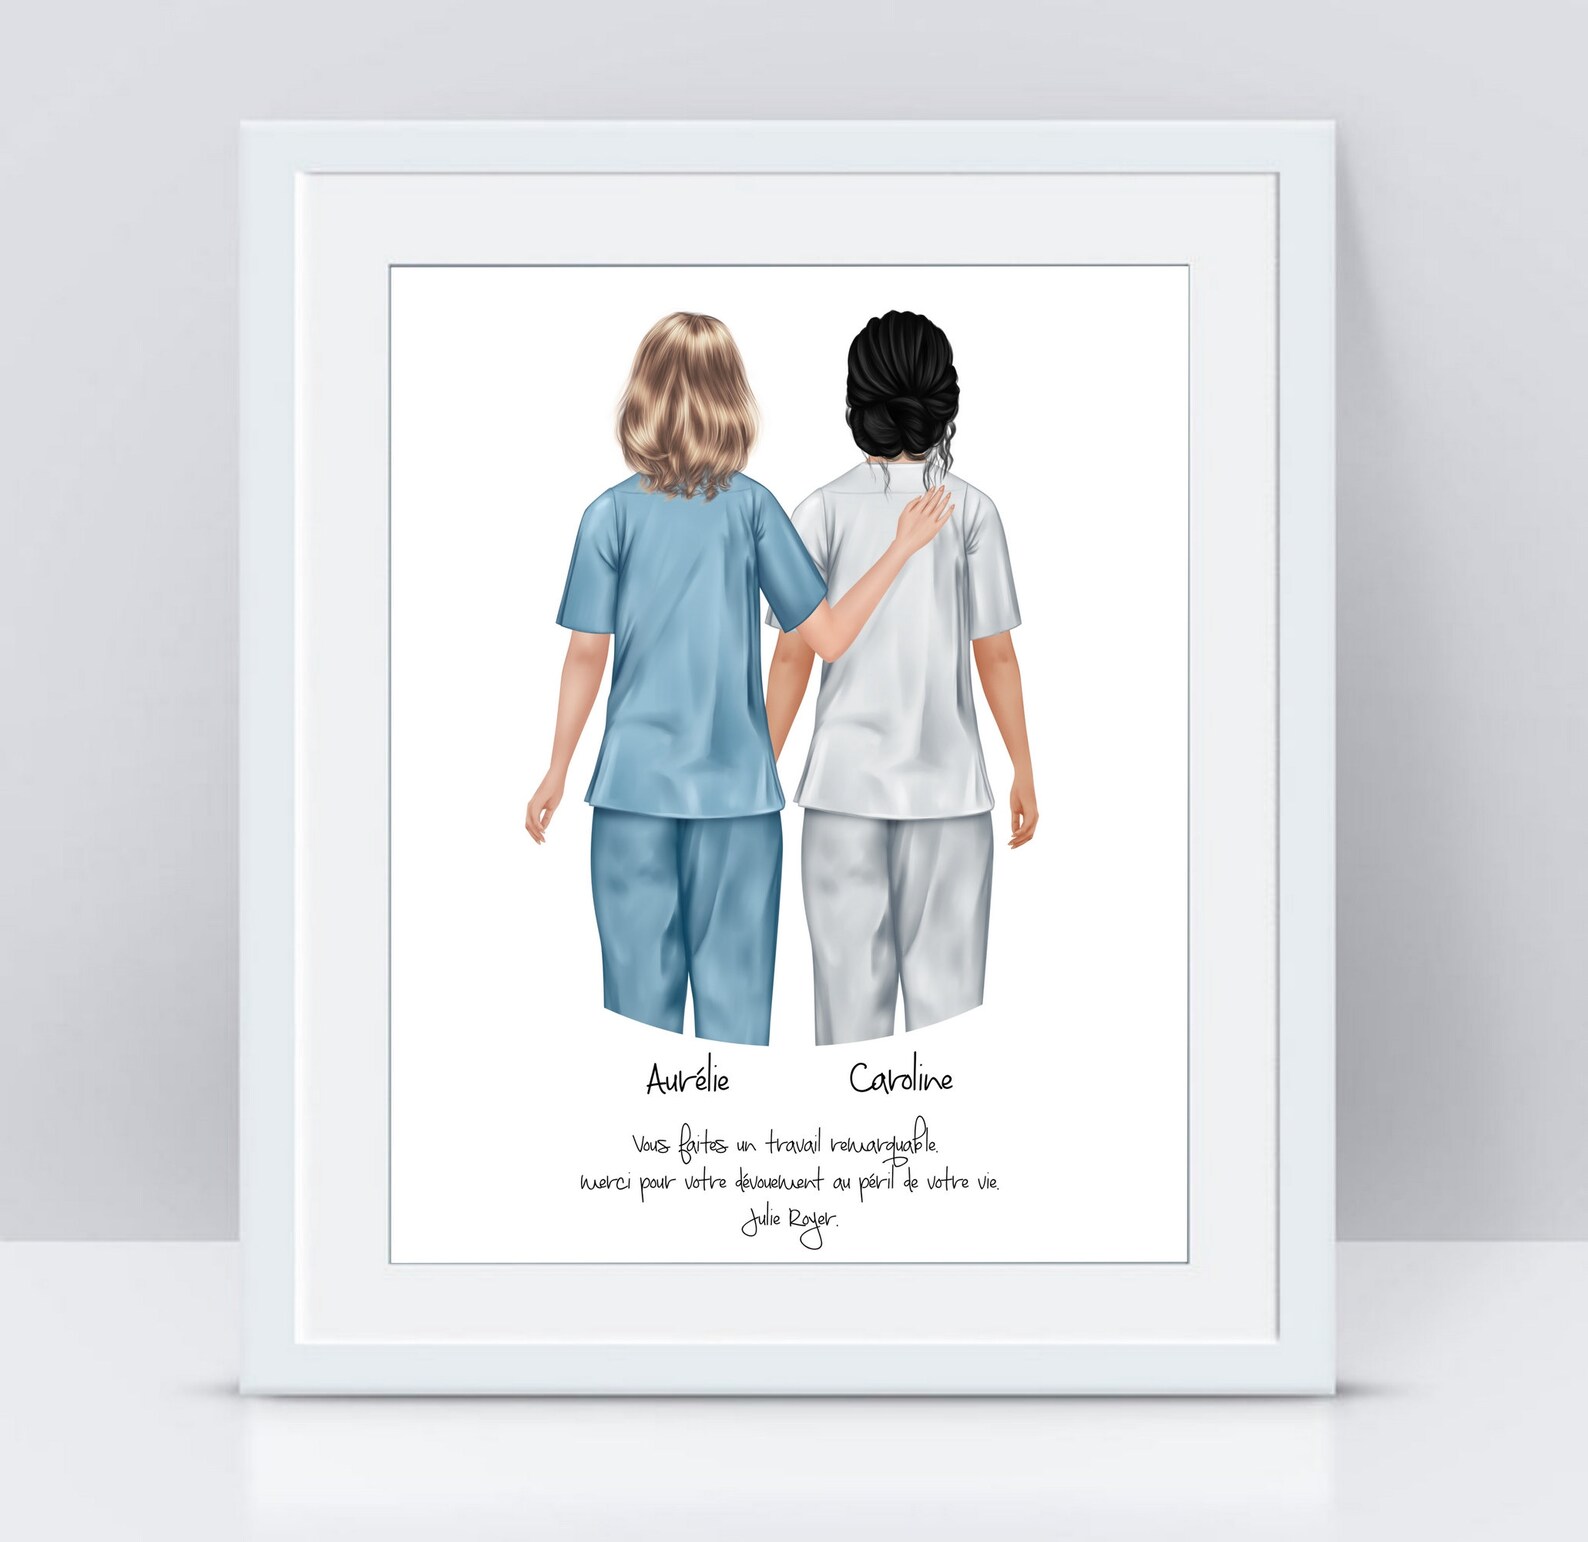 Aurélie Caroline
Vous faites un travail remarquable.
merci pour votre dévouement au péril de votre vie.
Julie Royer.